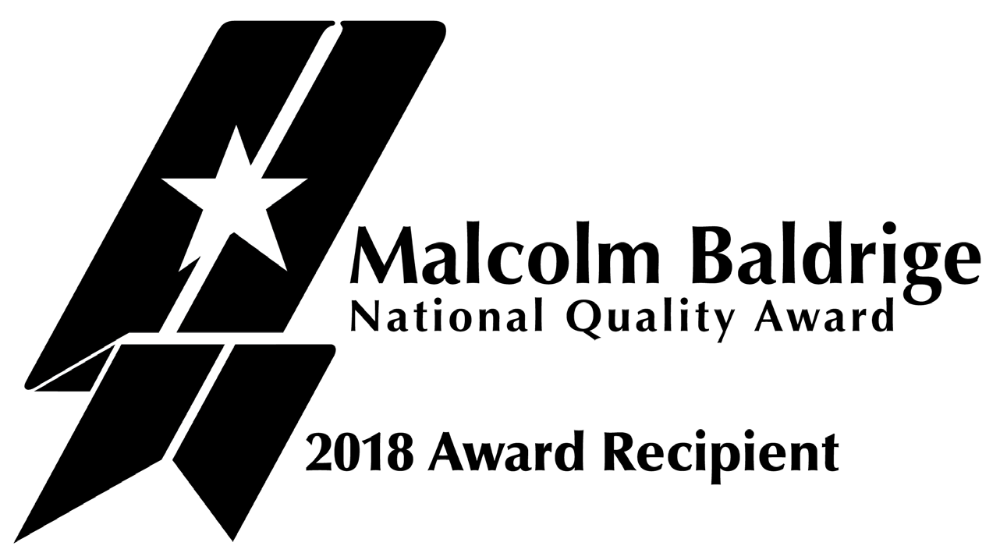 Malcolm Baldrige
National Quality Award
2018 Award Recipient